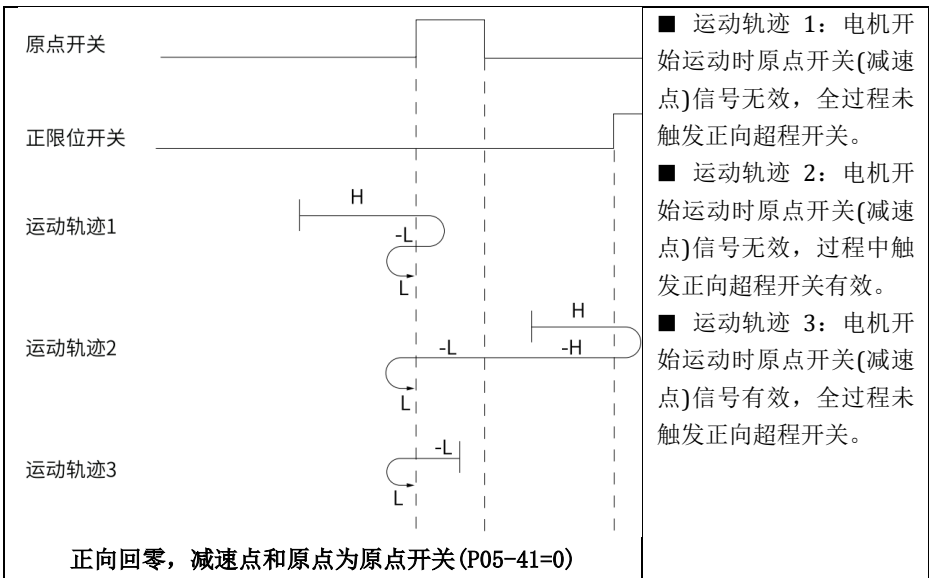 原点开关
正限位开关
运动轨迹1
H
-L
L
运动轨迹2
H
-L
-H
L
运动轨迹3
-L
L
正向回零，减速点和原点为原点开关(P05-41=0)
■ 运动轨迹 1：电机开
始运动时原点开关(减速
点)信号无效，全过程未
触发正向超程开关。
■ 运动轨迹 2：电机开
始运动时原点开关(减速
点)信号无效，过程中触
发正向超程开关有效。
■ 运动轨迹 3：电机开
始运动时原点开关(减速
点)信号有效，全过程未
触发正向超程开关。